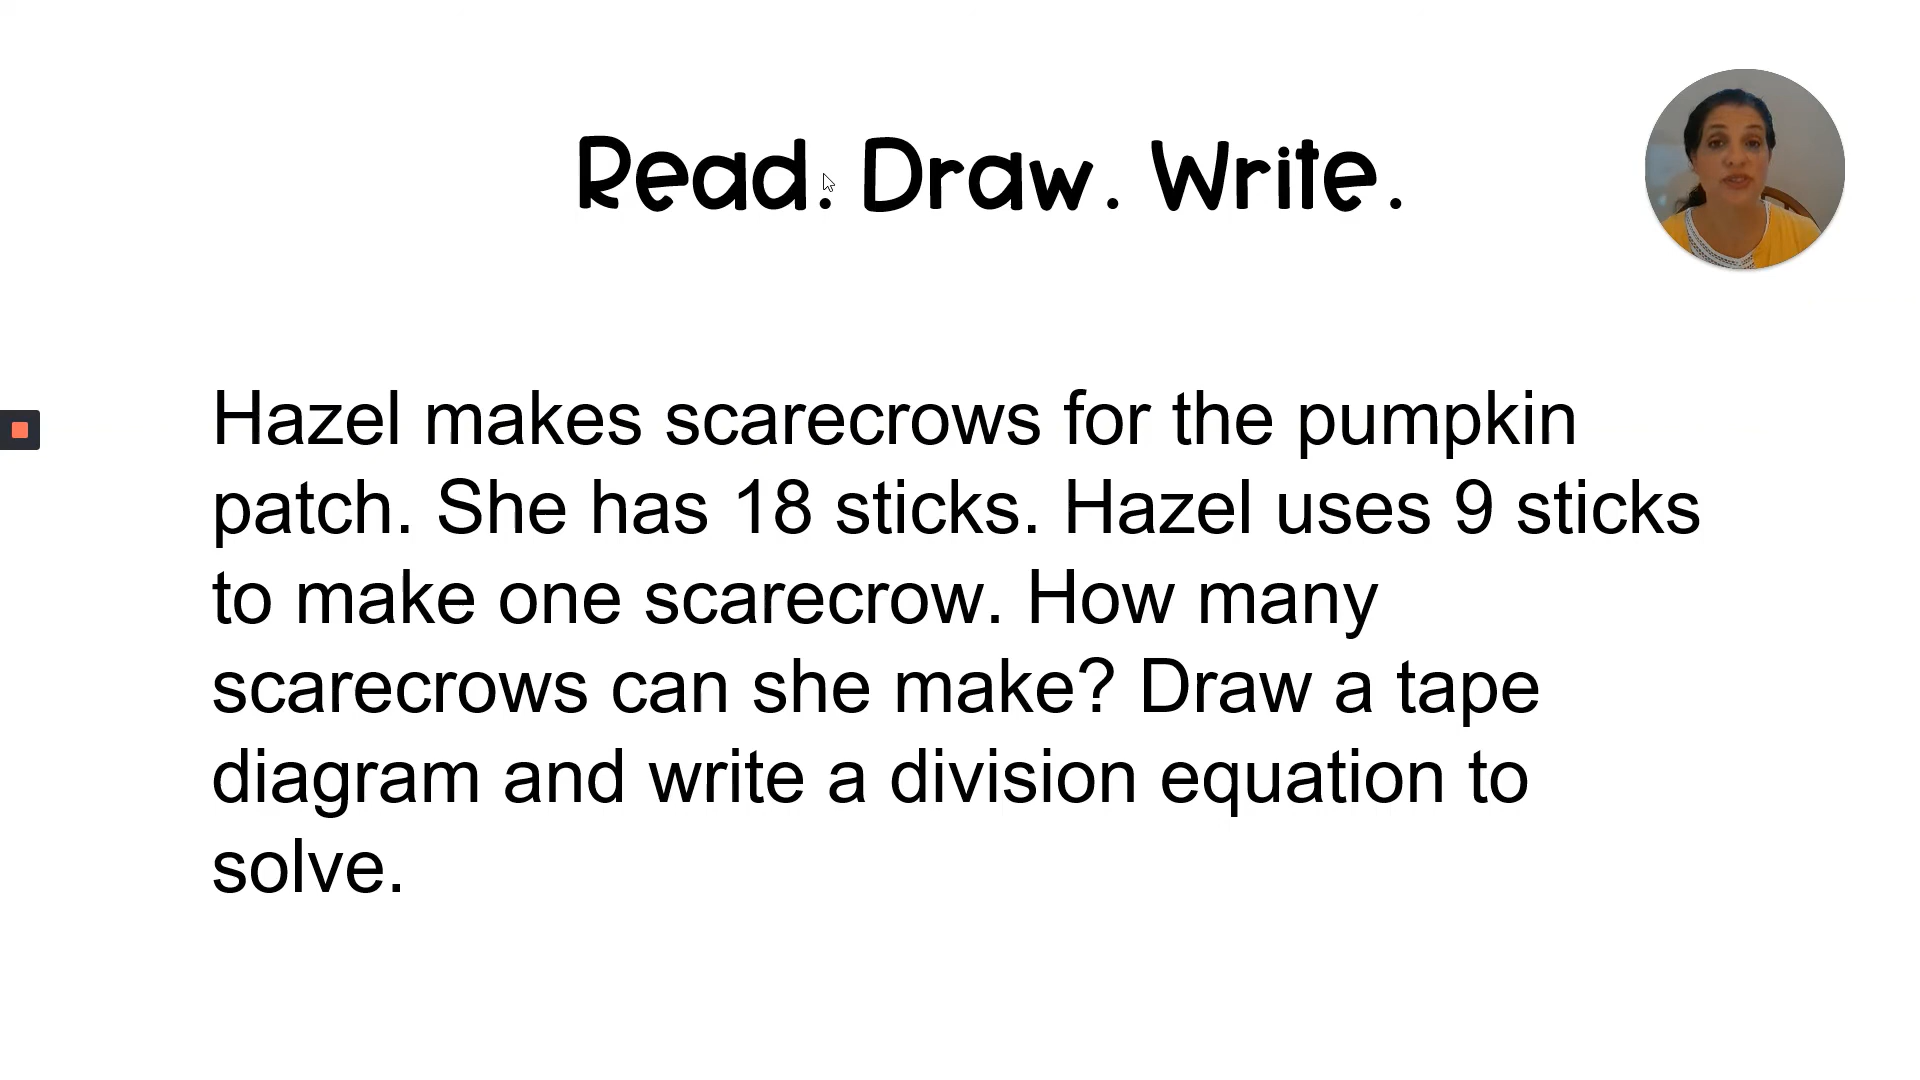 Read. Draw. Write.
Hazel makes scarecrows for the pumpkin
patch. She has 18 sticks. Hazel uses 9 sticks
to make one scarecrow. How many
scarecrows can she make? Draw a tape
diagram and write a division equation to
solve.